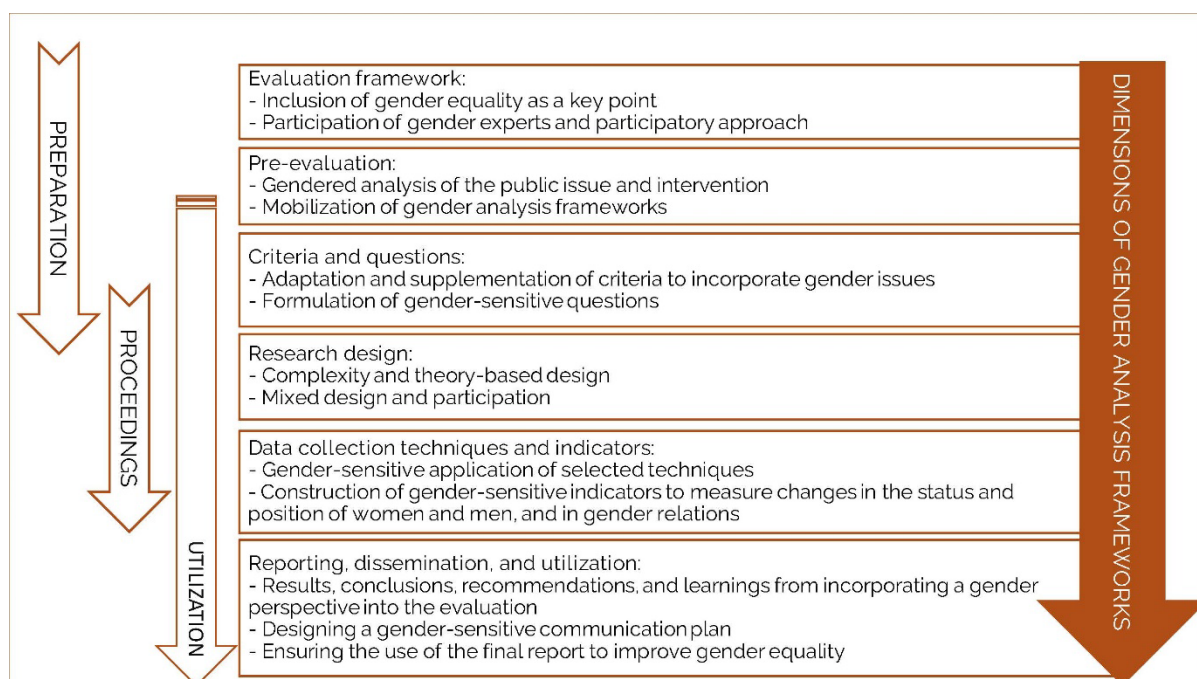 PREPARATION
PROCEEDINGS
UTILIZATION
Evaluation framework:
- Inclusion of gender equality as a key point
- Participation of gender experts and participatory approach
Pre-evaluation:
- Gendered analysis of the public issue and intervention
- Mobilization of gender analysis frameworks
Criteria and questions:
- Adaptation and supplementation of criteria to incorporate gender issues
- Formulation of gender-sensitive questions
Research design:
- Complexity and theory-based design
- Mixed design and participation
Data collection techniques and indicators:
- Gender-sensitive application of selected techniques
- Construction of gender-sensitive indicators to measure changes in the status and
position of women and men, and in gender relations
Reporting, dissemination, and utilization:
- Results, conclusions, recommendations, and learnings from incorporating a gender
perspective into the evaluation
- Designing a gender-sensitive communication plan
- Ensuring the use of the final report to improve gender equality
DIMENSIONS OF GENDER ANALYSIS FRAMEWORKS